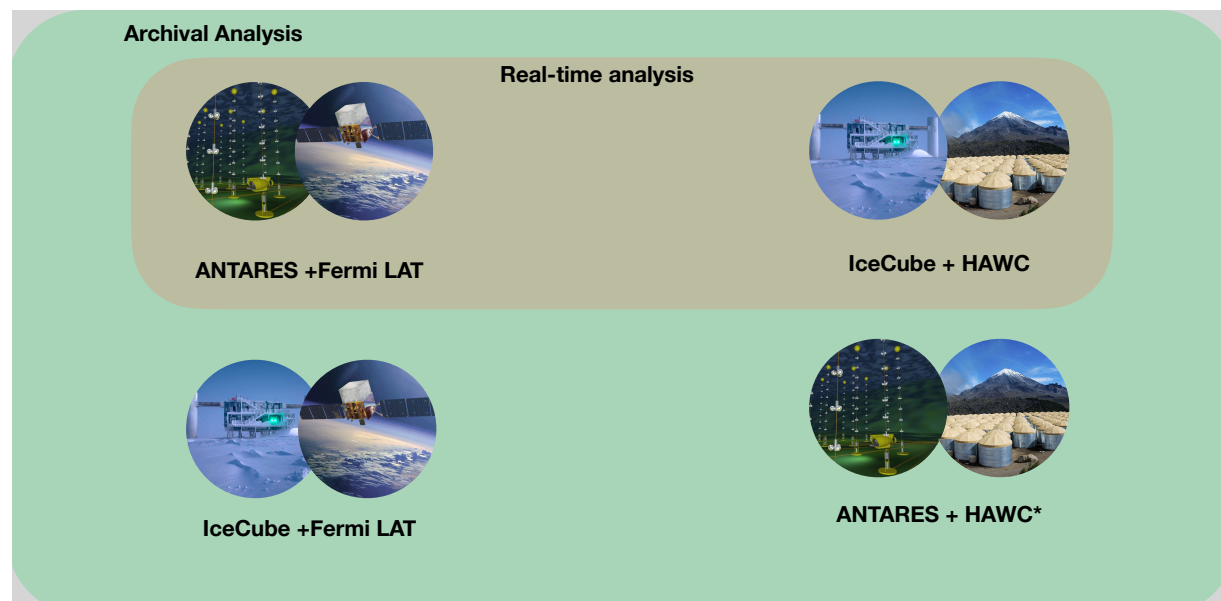 Archival Analysis
Real-time analysis
ANTARES +Fermi LAT
IceCube + HAWC
IceCube +Fermi LAT
ANTARES + HAWC*